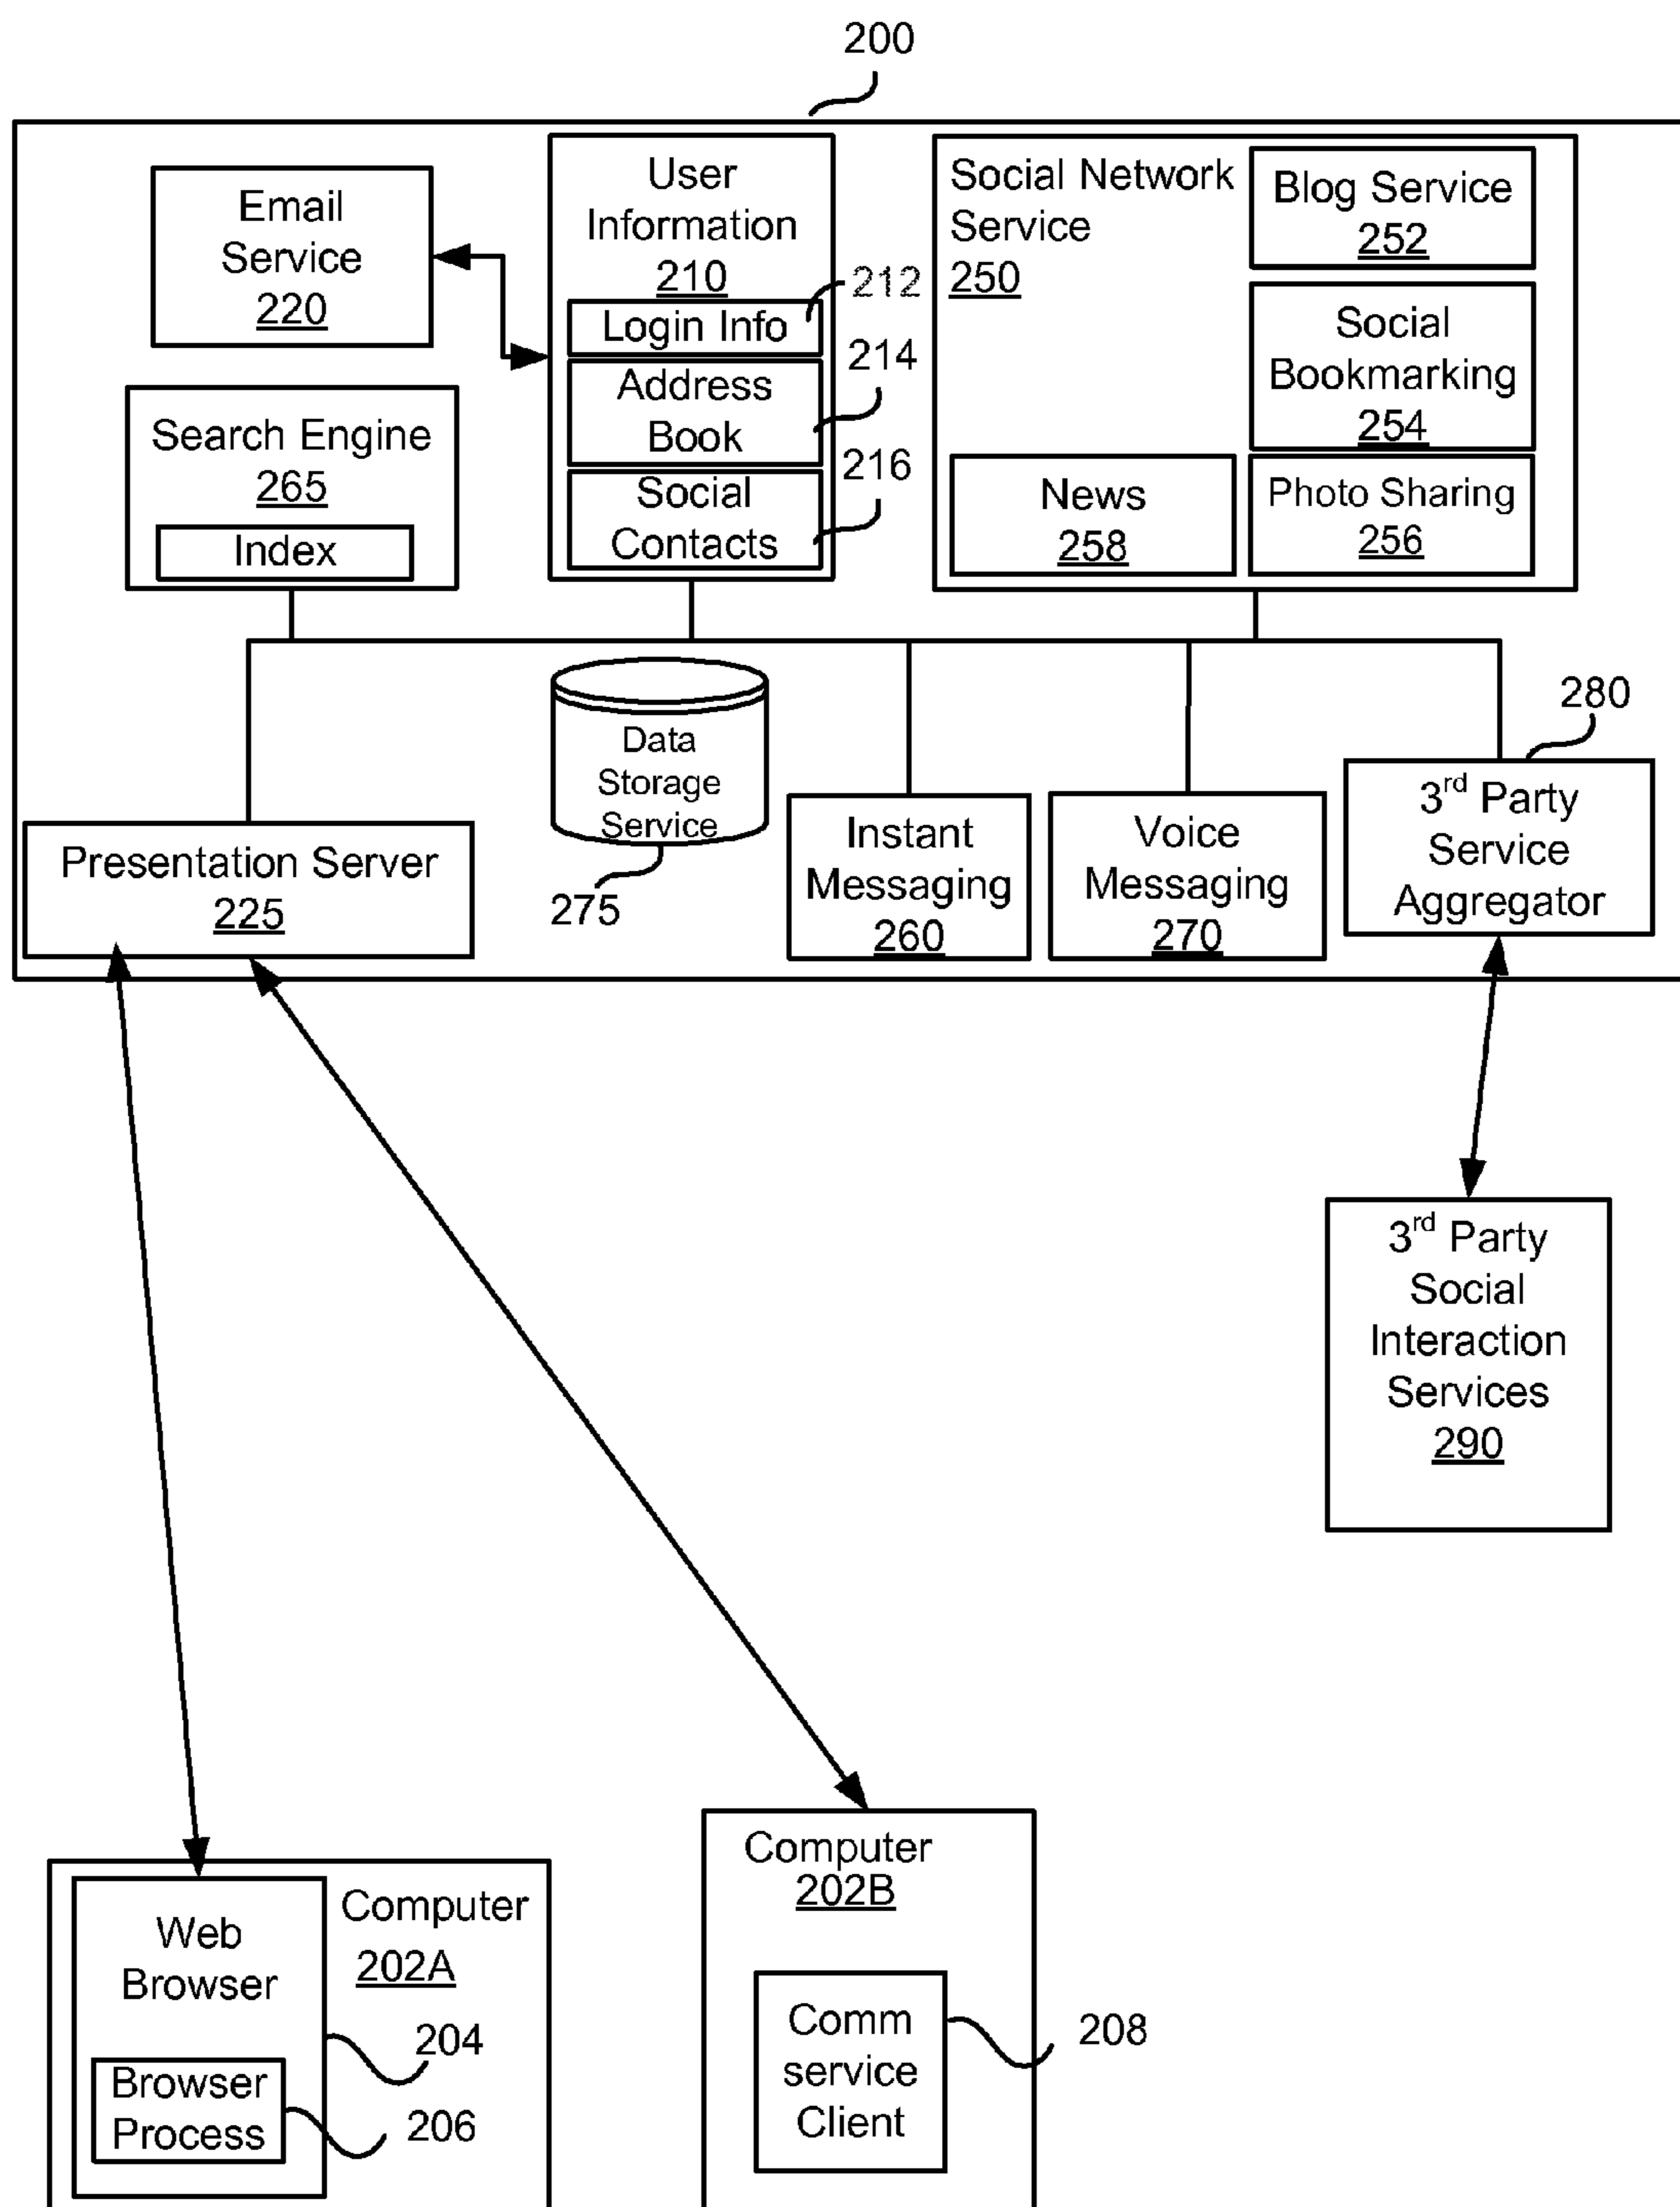 200
Email
Service
220
User
Information
210
212
Login Info
214
Address
Book
216
Social
Contacts
Social Network
Service
250
Blog Service
252
Social
Bookmarking
254
News
258
Photo Sharing
256
Search Engine
265
Index
280
Data
Storage
Service
275
Presentation Server
225
Instant
Messaging
260
Voice
Messaging
270
3rd Party
Service
Aggregator
3rd Party
Social
Interaction
Services
290
Computer
202A
Web
Browser
204
Browser
Process
206
Computer
202B
Comm
service
Client
208